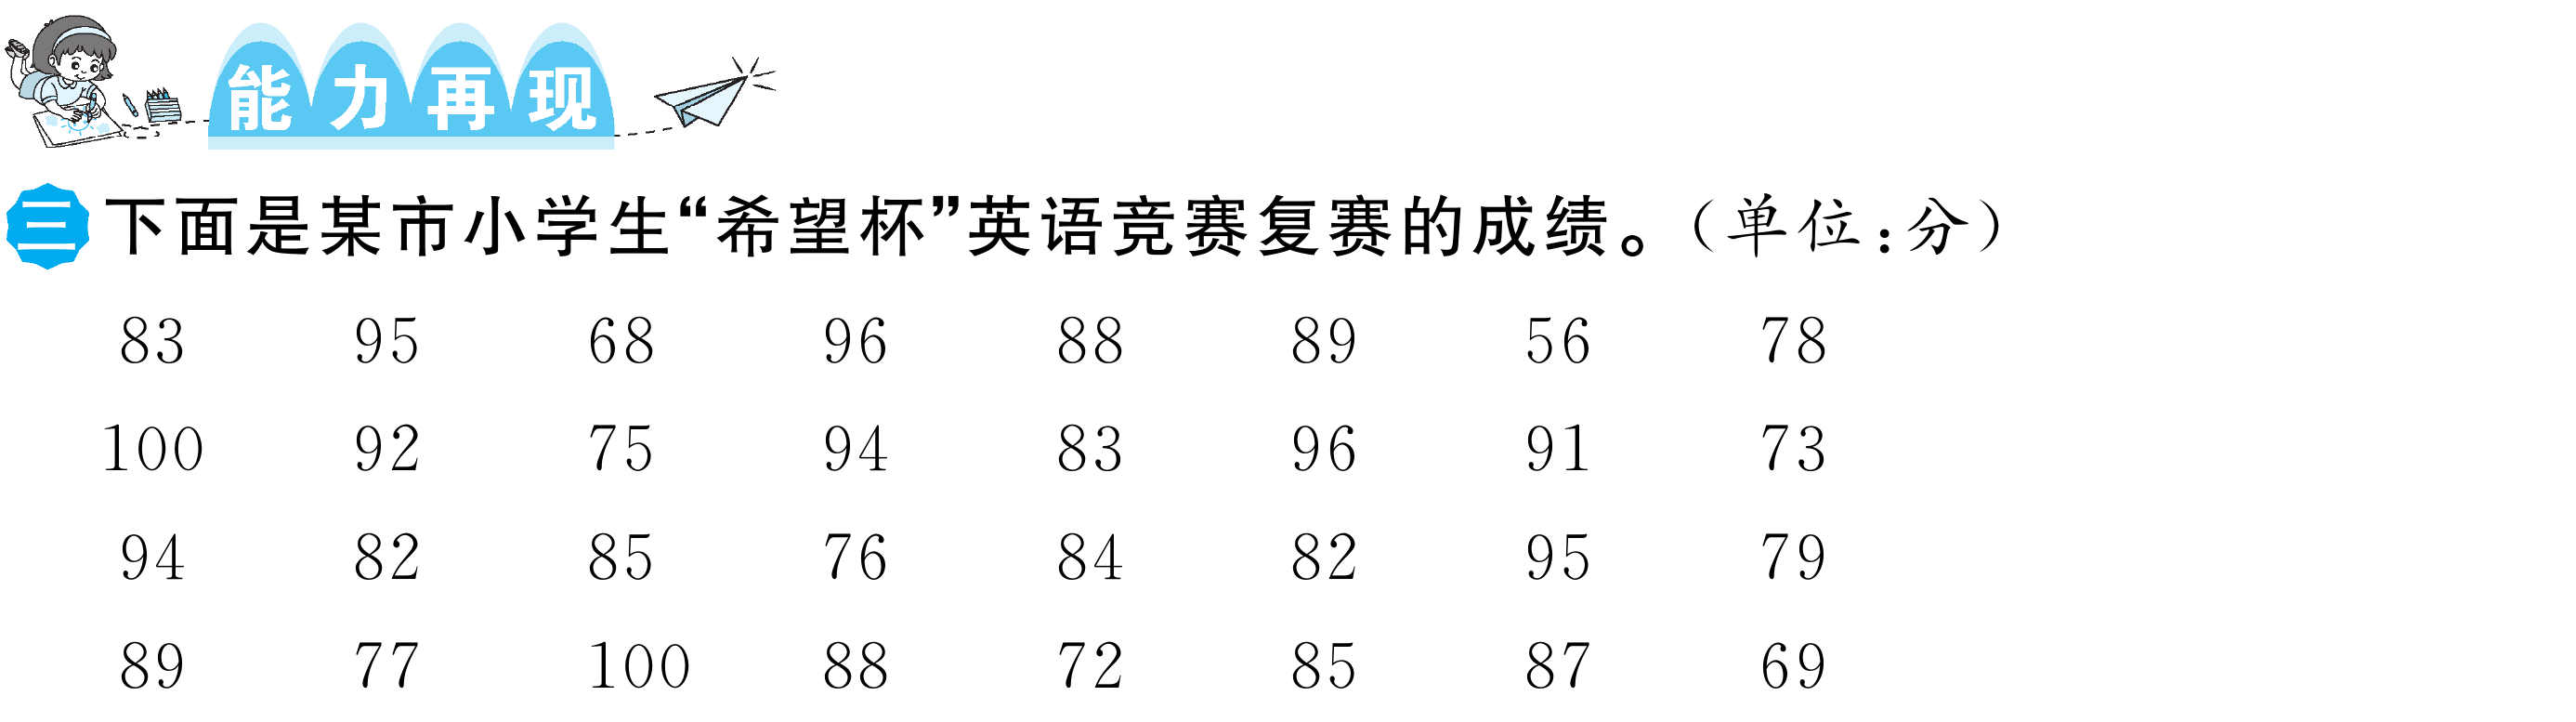 能力再现
三 下面是某市小学生“希望杯”英语竞赛复赛的成绩。(单位:分)
83 95 68 96 88 89 56 78
100 92 75 94 83 96 91 73
94 82 85 76 84 82 95 79
89 77 100 88 72 85 87 69